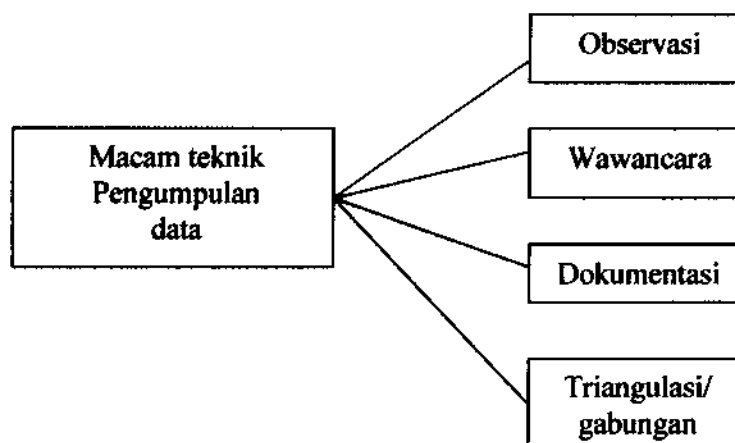 Macam teknik
Pengumpulan
data
Observasi
Wawancara
Dokumentasi
Triangulasi/
gabungan